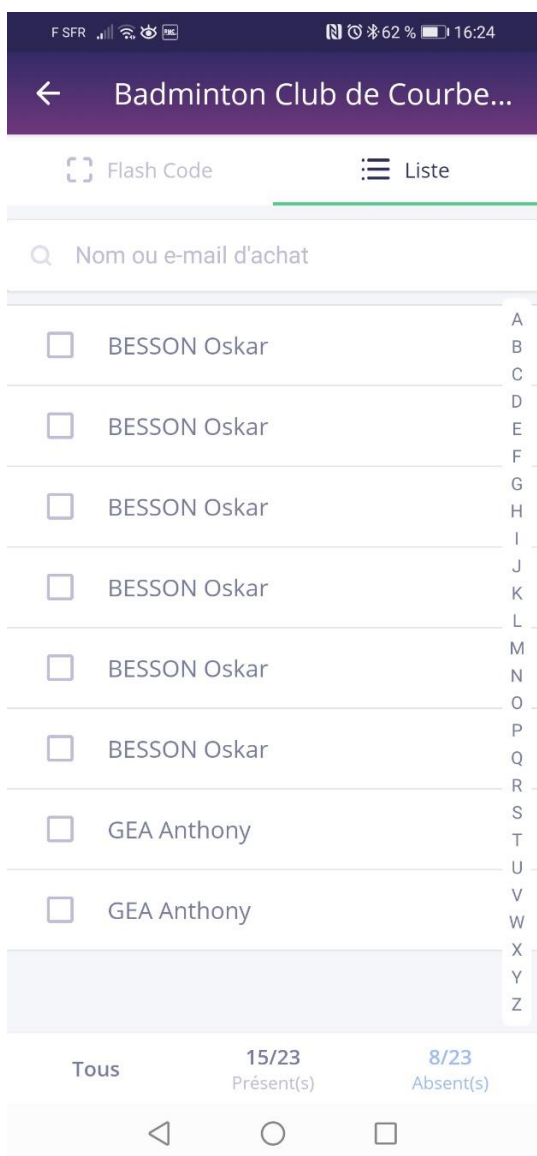 F SFR 62 % 16:24
Badminton Club de Courbe...
Flash Code Liste
Nom ou e-mail d'achat
BESSON Oskar
BESSON Oskar
BESSON Oskar
BESSON Oskar
BESSON Oskar
BESSON Oskar
GEA Anthony
GEA Anthony
A
B
C
D
E
F
G
H
I
J
K
L
M
N
O
P
Q
R
S
T
U
V
W
X
Y
Z
Tous 15/23 8/23
Présent(s) Absent(s)